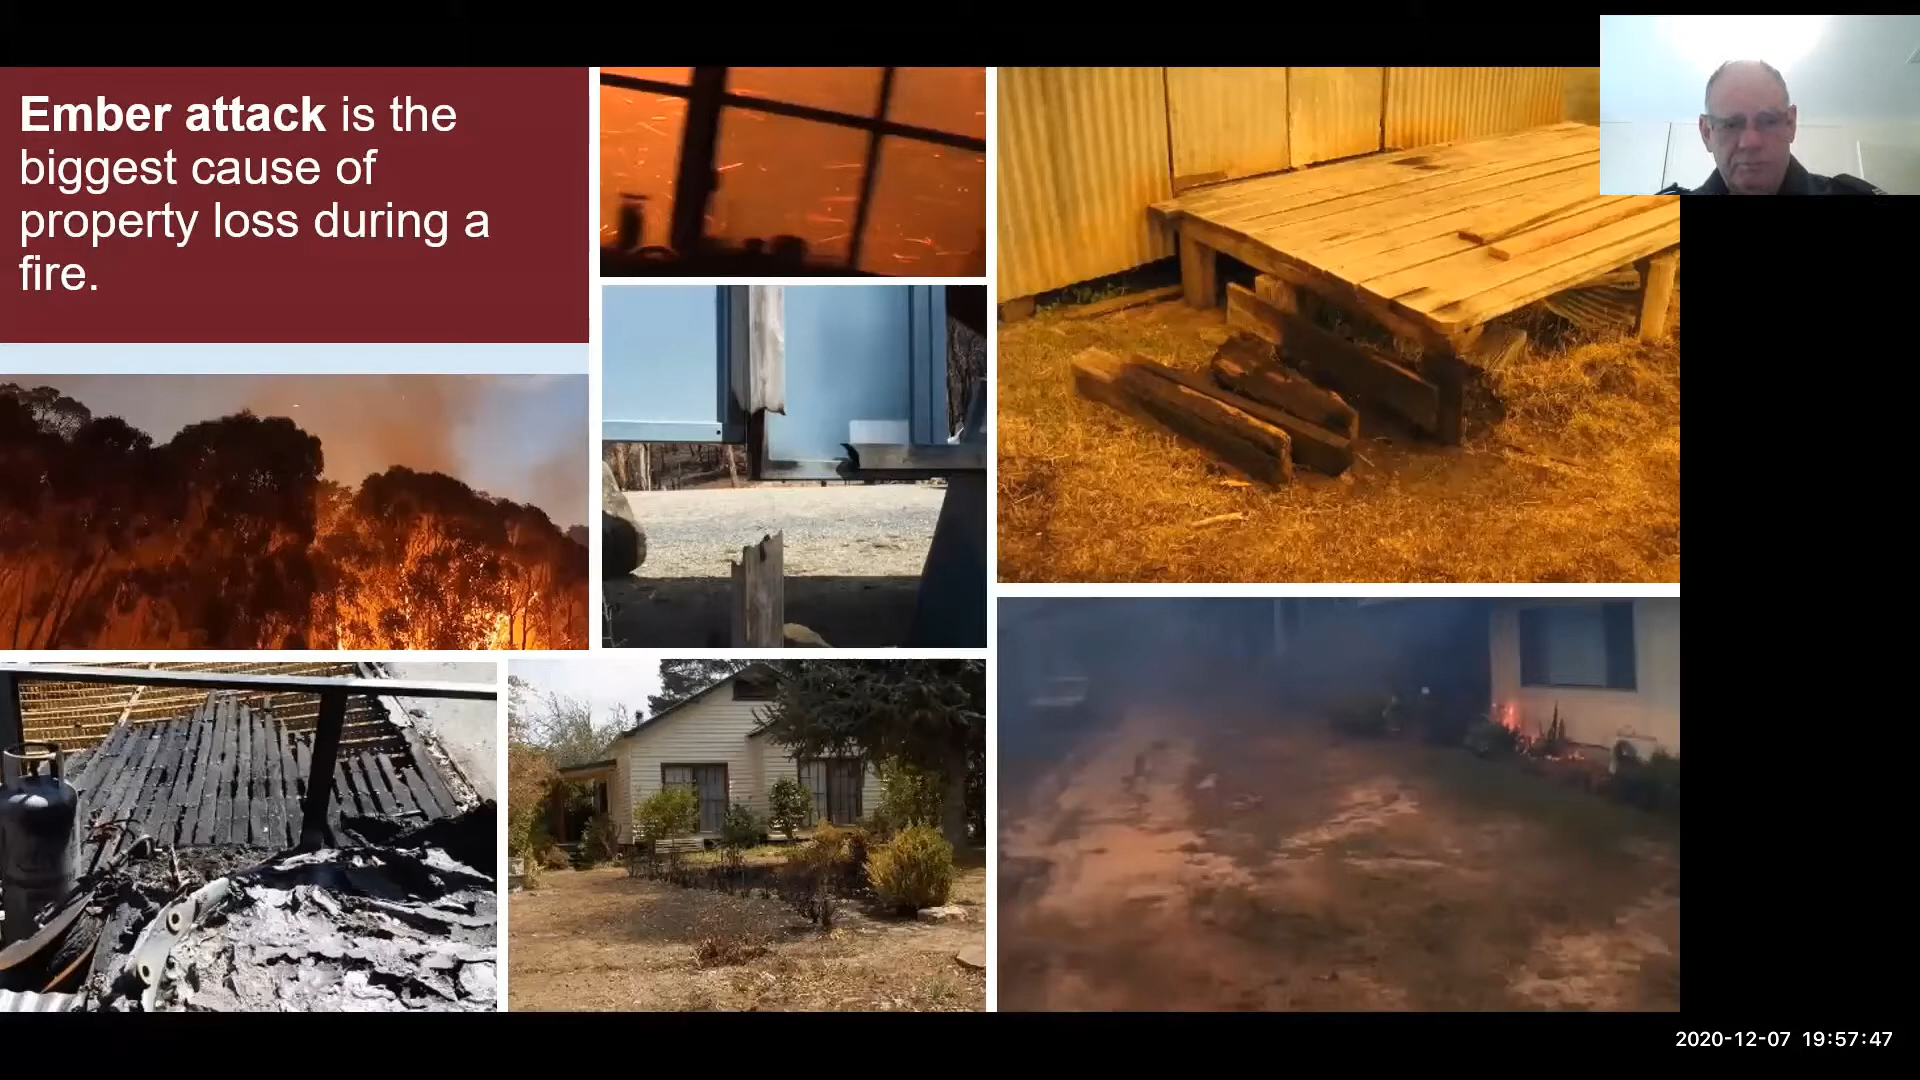 Ember attack is the
biggest cause of
property loss during a
fire.
2020-12-07 19:57:47